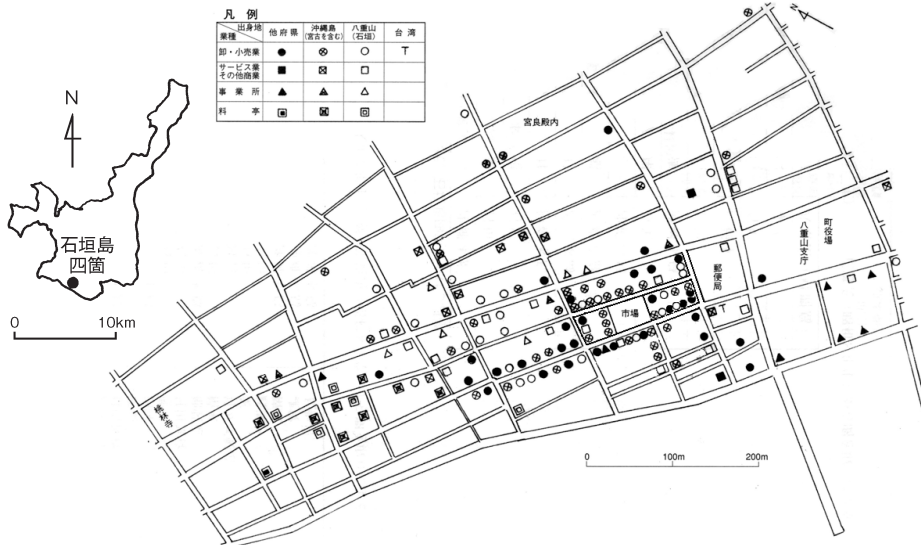 凡例
出身地
業種
他府県
沖縄島
(宮古を含む)
八重山
(石垣)
台湾
卸・小売業
T
サービス業
その他商業
事業所
料亭
N
石垣島
四箇
0 10km
N
宮良殿内
町役場
八重山支庁
郵便局
市場
T
桃林寺
0 100m 200m